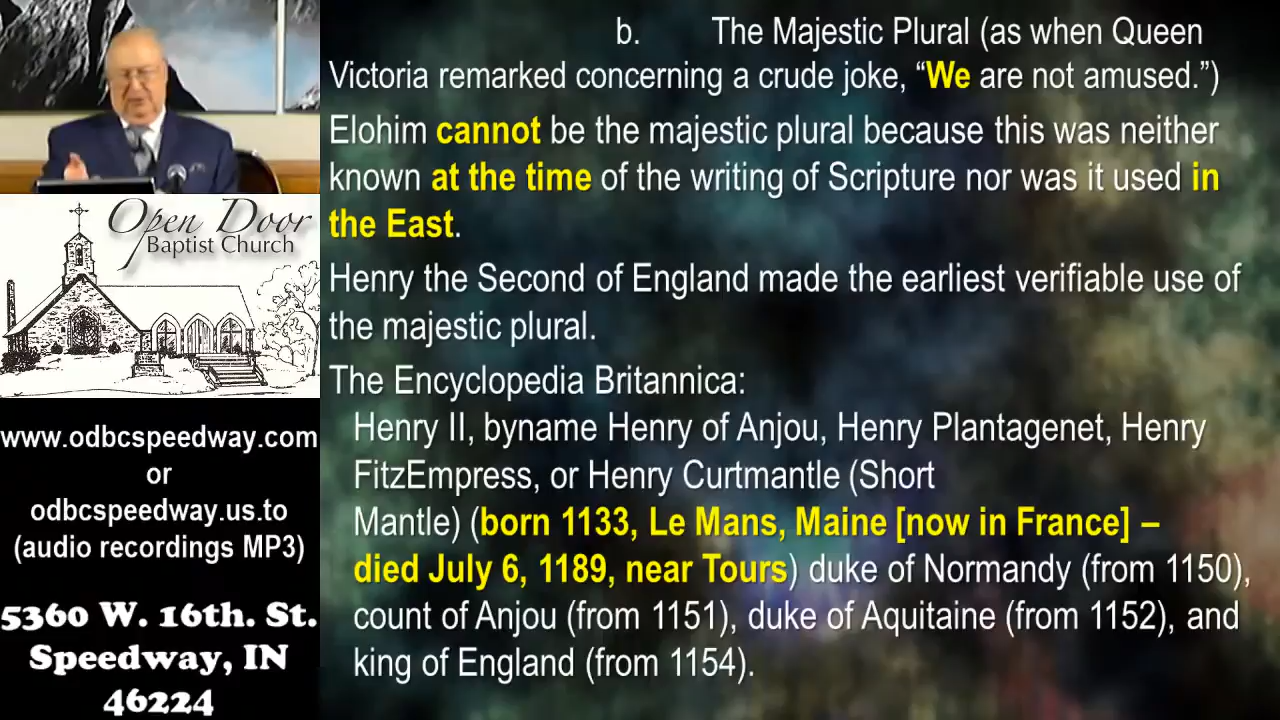 b. The Majestic Plural (as when Queen
Victoria remarked concerning a crude joke, “We are not amused.”)
Elohim cannot be the majestic plural because this was neither
known at the time of the writing of Scripture nor was it used in
the East.
Henry the Second of England made the earliest verifiable use of
the majestic plural.
The Encyclopedia Britannica:
Henry II, byname Henry of Anjou, Henry Plantagenet, Henry
FitzEmpress, or Henry Curtmantle (Short
Mantle) (born 1133, Le Mans, Maine [now in France] –
died July 6, 1189, near Tours) duke of Normandy (from 1150),
count of Anjou (from 1151), duke of Aquitaine (from 1152), and
king of England (from 1154).
Open Door
Baptist Church
www.odbcspeedway.com
or
odbcspeedway.us.to
(audio recordings MP3)
5360 W. 16th. St.
Speedway, IN
46224